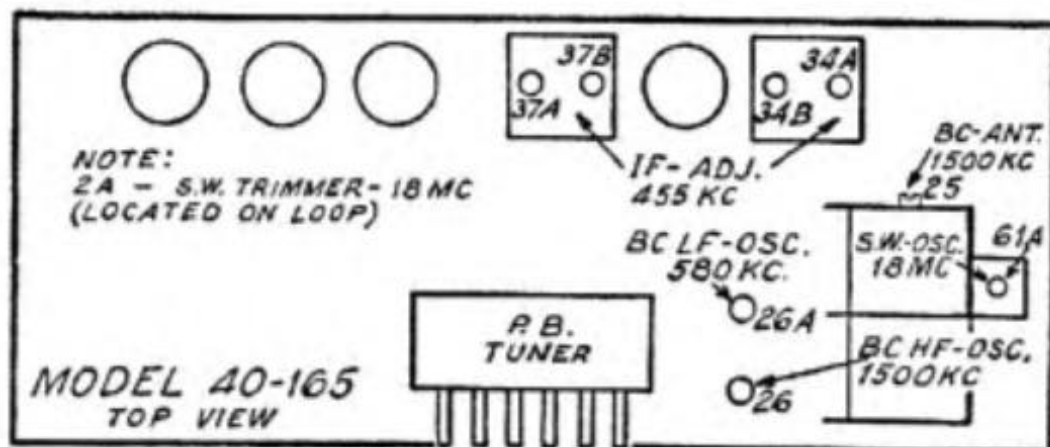 37B
37A
34A
34B
NOTE:
2A - S.W. TRIMMER-18 MC
(LOCATED ON LOOP)
IF-ADJ.
455 KC
BC-ANT.
1500 KC
25
BC LF-OSC.
580 KC.
26A
S.W.-OSC.
18 MC
61A
P.B.
TUNER
BC HF-OSC.
1500 KC
26
MODEL 40-165
TOP VIEW